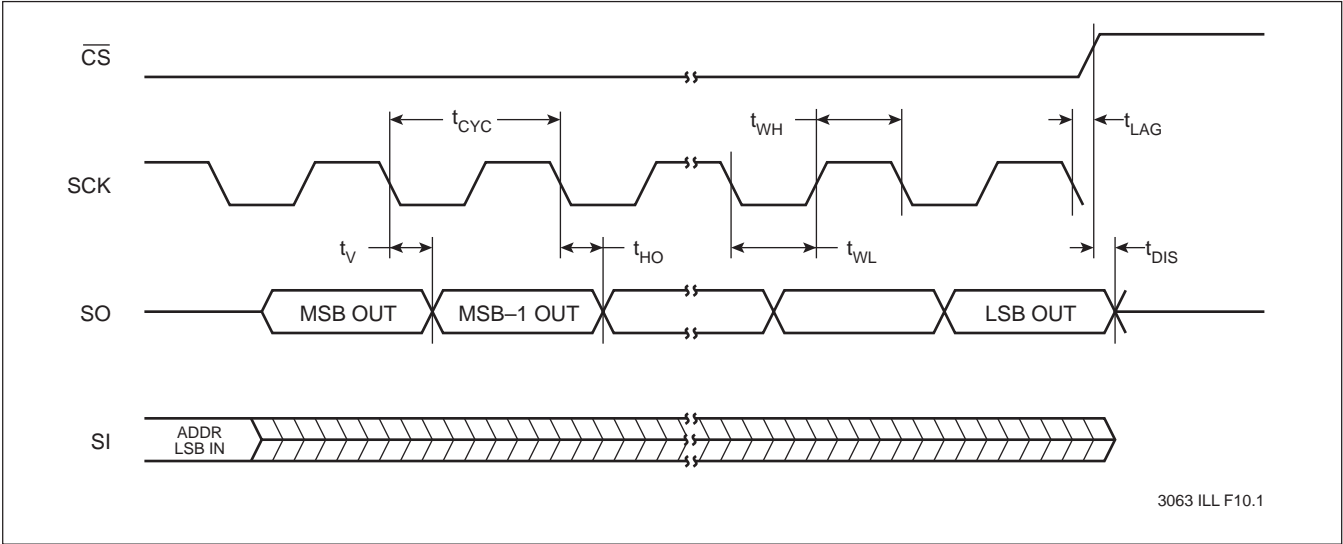 C̅S̅
t_CYC
t_WH
t_LAG
SCK
t_V
t_HO
t_WL
t_DIS
SO
MSB OUT
MSB–1 OUT
LSB OUT
SI
ADDR
LSB IN
3063 ILL F10.1